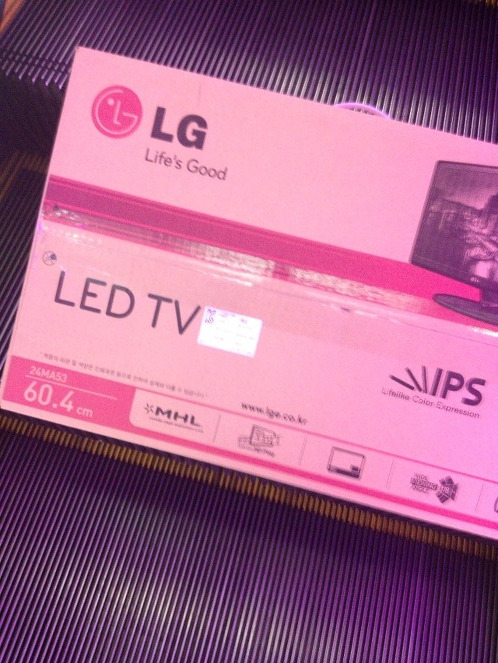 LG
Life's Good
LED TV
IPS
Lifelike Color Expression
24MA53
60.4 cm
MHL
www.lge.co.kr